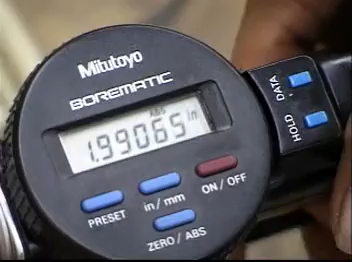 Mitutoyo
BOREMATIC
ABS
1.99065 in
DATA
HOLD
PRESET
in/mm
ON/OFF
ZERO/ABS